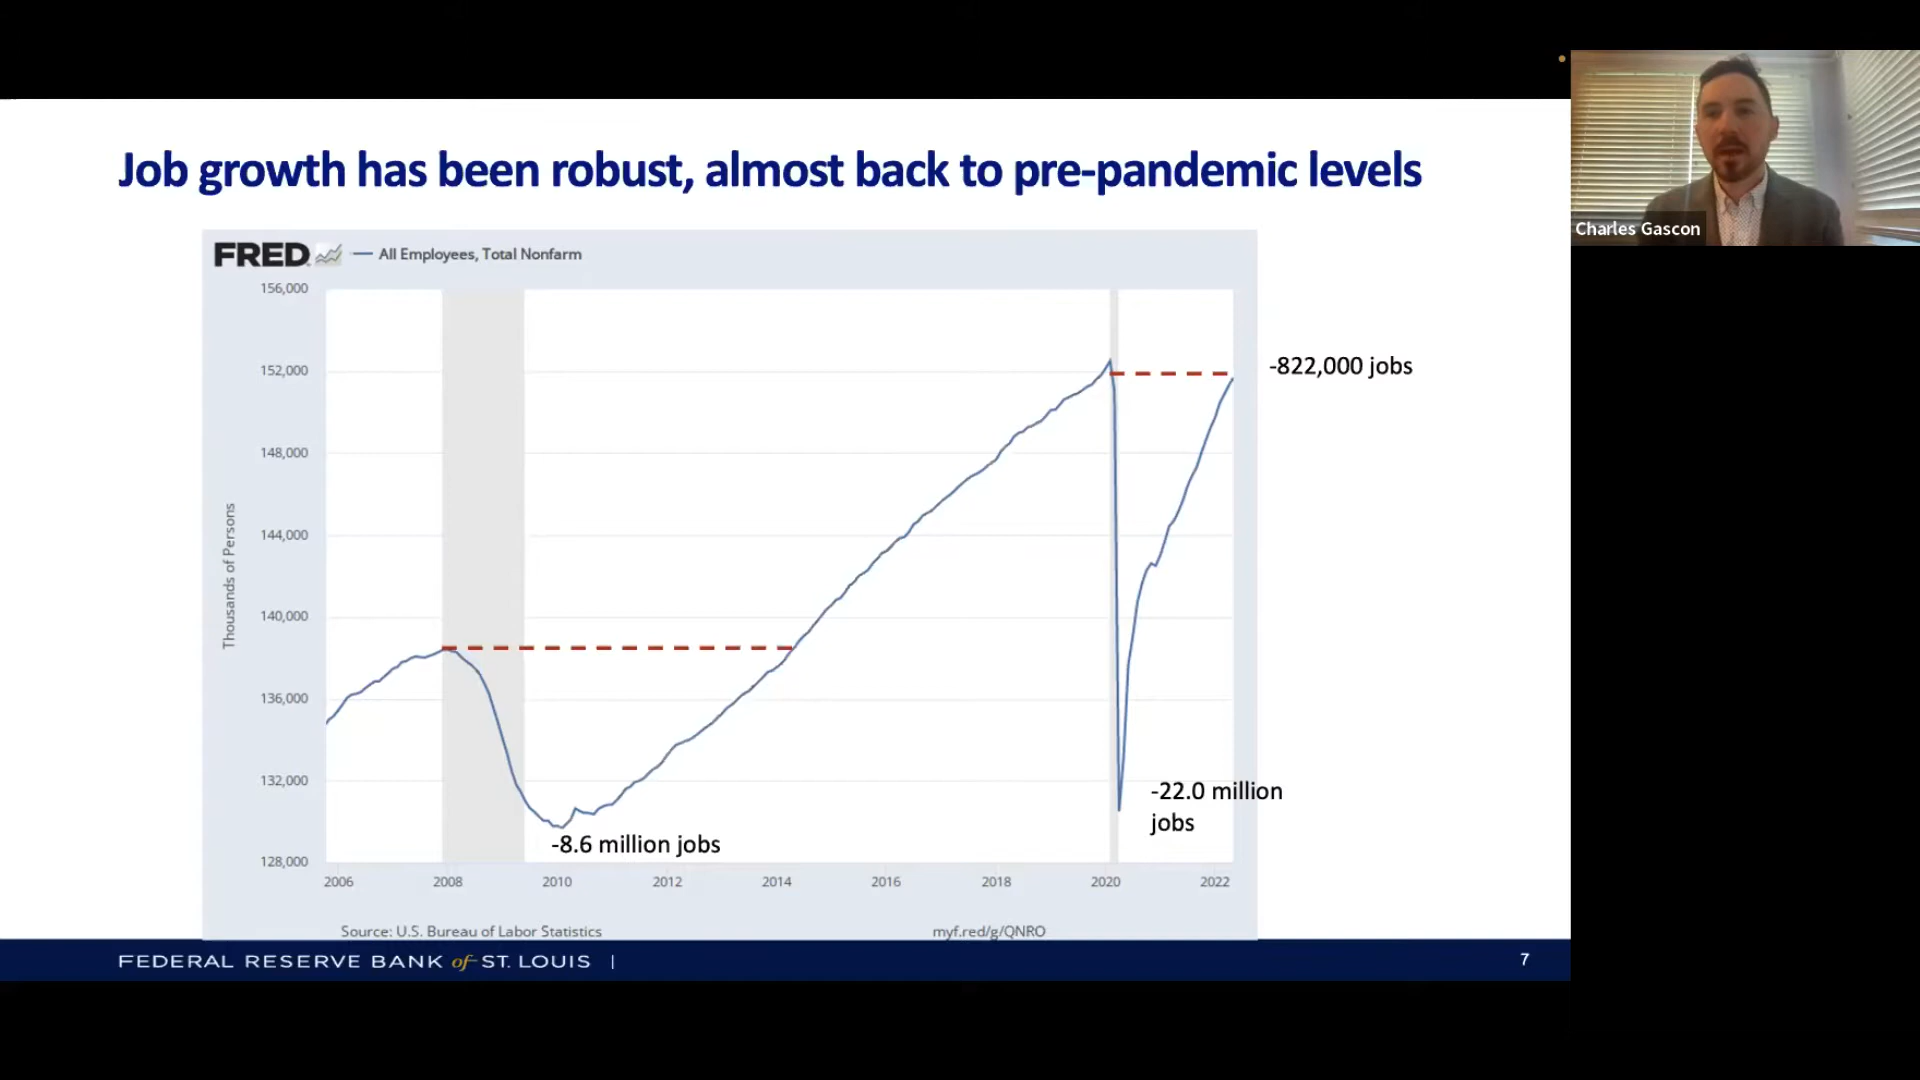 Job growth has been robust, almost back to pre-pandemic levels
Charles Gascon
FRED — All Employees, Total Nonfarm
156,000
152,000
148,000
144,000
140,000
136,000
132,000
128,000
Thousands of Persons
-822,000 jobs
-22.0 million
jobs
-8.6 million jobs
2006 2008 2010 2012 2014 2016 2018 2020 2022
Source: U.S. Bureau of Labor Statistics myf.red/g/QNRO
FEDERAL RESERVE BANK of ST. LOUIS | 7